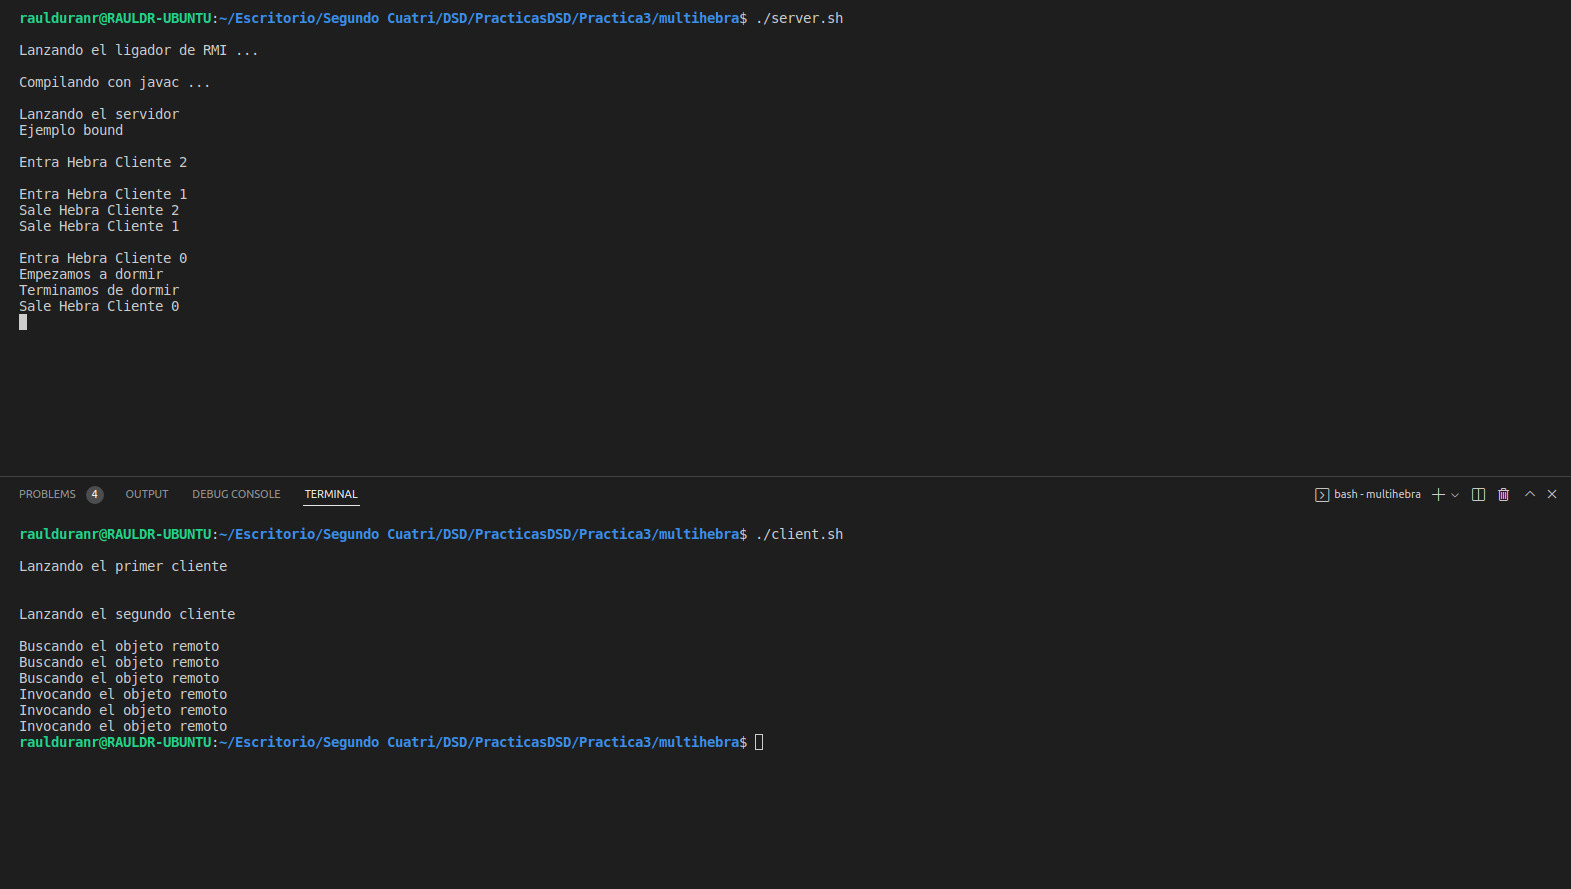 raulduranr@RAULDR-UBUNTU:~/Escritorio/Segundo Cuatri/DSD/PracticasDSD/Practica3/multihebra$ ./server.sh
Lanzando el ligador de RMI ...
Compilando con javac ...
Lanzando el servidor
Ejemplo bound
Entra Hebra Cliente 2
Entra Hebra Cliente 1
Sale Hebra Cliente 2
Sale Hebra Cliente 1
Entra Hebra Cliente 0
Empezamos a dormir
Terminamos de dormir
Sale Hebra Cliente 0
PROBLEMS 4 OUTPUT DEBUG CONSOLE TERMINAL bash - multihebra
raulduranr@RAULDR-UBUNTU:~/Escritorio/Segundo Cuatri/DSD/PracticasDSD/Practica3/multihebra$ ./client.sh
Lanzando el primer cliente
Lanzando el segundo cliente
Buscando el objeto remoto
Buscando el objeto remoto
Buscando el objeto remoto
Invocando el objeto remoto
Invocando el objeto remoto
Invocando el objeto remoto
raulduranr@RAULDR-UBUNTU:~/Escritorio/Segundo Cuatri/DSD/PracticasDSD/Practica3/multihebra$